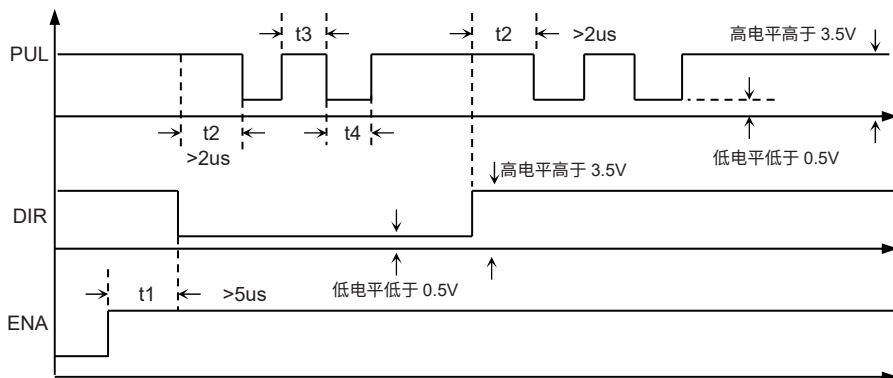 t3
t2
>2us
高电平高于 3.5V
PUL
t2
t4
>2us
低电平低于 0.5V
高电平高于 3.5V
DIR
t1
>5us
低电平低于 0.5V
ENA